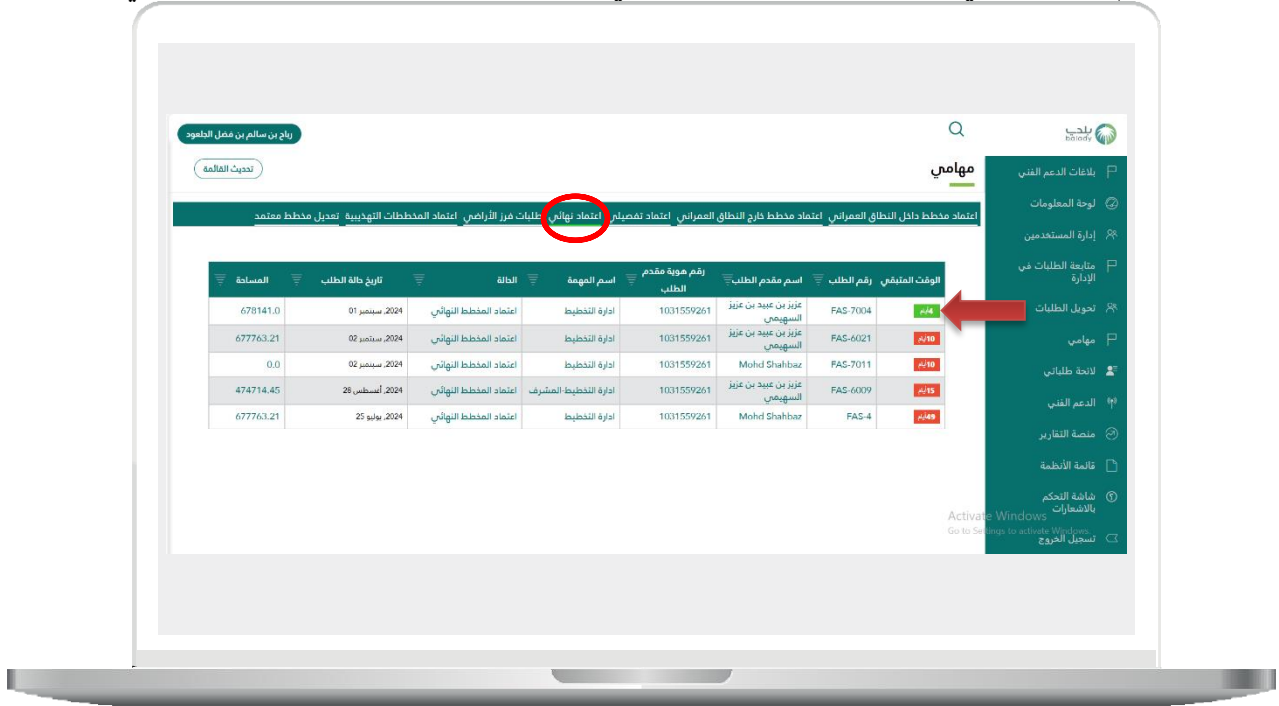 بلدي
balady
رباح بن سالم بن فضل الجلعود
مهامي
تحديث القائمة
اعتماد مخطط داخل النطاق العمراني اعتماد مخطط خارج النطاق العمراني اعتماد تفصيلي اعتماد نهائي طلبات فرز الأراضي اعتماد المخططات التهذيبية تعديل مخطط معتمد
الوقت المتبقي رقم الطلب اسم مقدم الطلب رقم هوية مقدم الطلب اسم المهمة الحالة تاريخ حالة الطلب المساحة
4/يام FAS-7004 عزيز بن عبيد بن عزيز السهيمي 1031559261 ادارة التخطيط اعتماد المخطط النهائي 2024, سبتمبر 01 678141.0
10/يام FAS-6021 عزيز بن عبيد بن عزيز السهيمي 1031559261 ادارة التخطيط اعتماد المخطط النهائي 2024, سبتمبر 02 677763.21
10/يام FAS-7011 Mohd Shahbaz 1031559261 ادارة التخطيط اعتماد المخطط النهائي 2024, سبتمبر 02 0.0
15/يام FAS-6009 عزيز بن عبيد بن عزيز السهيمي 1031559261 ادارة التخطيط-المشرف اعتماد المخطط النهائي 2024, أغسطس 28 474714.45
49/يام FAS-4 Mohd Shahbaz 1031559261 ادارة التخطيط اعتماد المخطط النهائي 2024, يوليو 25 677763.21
بلاغات الدعم الفني
لوحة المعلومات
إدارة المستخدمين
متابعة الطلبات في
الإدارة
تحويل الطلبات
مهامي
لائحة طلباتي
الدعم الفني
منصة التقارير
قائمة الأنظمة
شاشة التحكم
بالاشعارات
تسجيل الخروج
Activate Windows
Go to Settings to activate Windows.